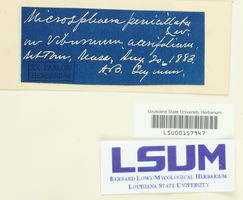 Microsphaera penicillata
Lev.
on Viburnum acerifolium.
Mass, Aug. 20, 1883
A.B. Seymour.
Louisiana State University Herbarium
LSU00157947
LSUM
BERNARD LOWY MYCOLOGICAL HERBARIUM
LOUISIANA STATE UNIVERSITY